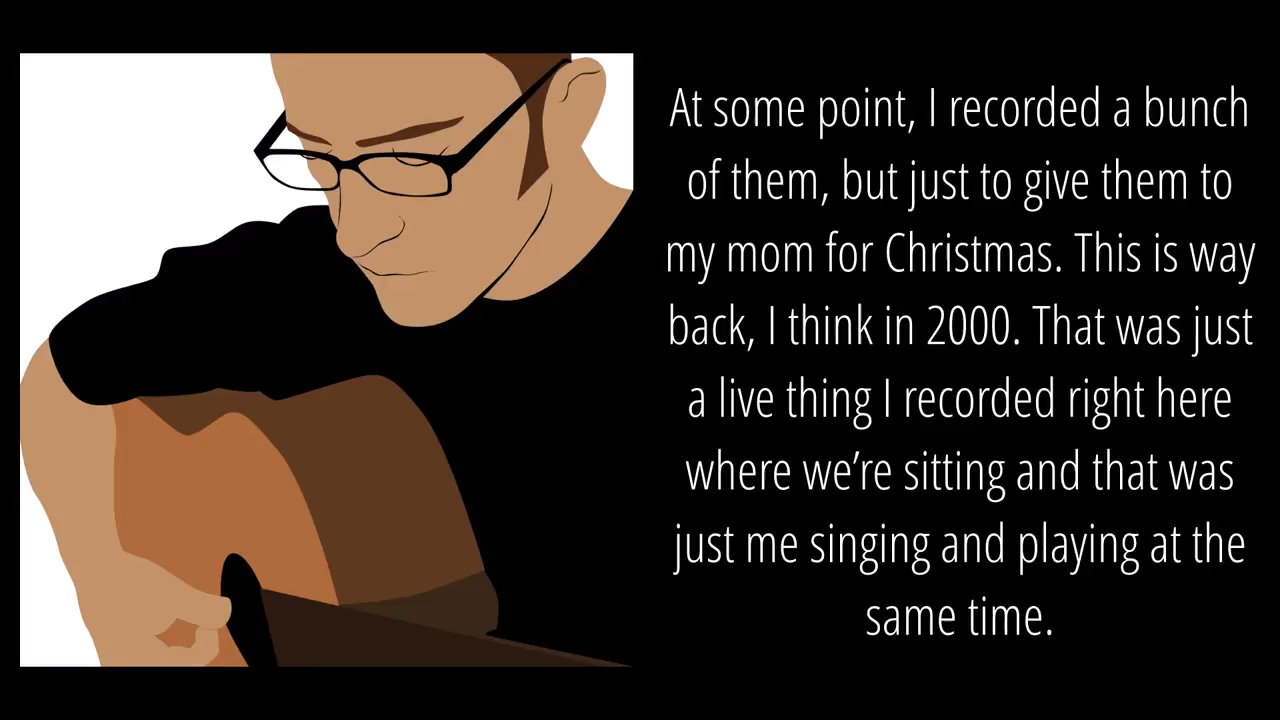 At some point, I recorded a bunch
of them, but just to give them to
my mom for Christmas. This is way
back, I think in 2000. That was just
a live thing I recorded right here
where we’re sitting and that was
just me singing and playing at the
same time.